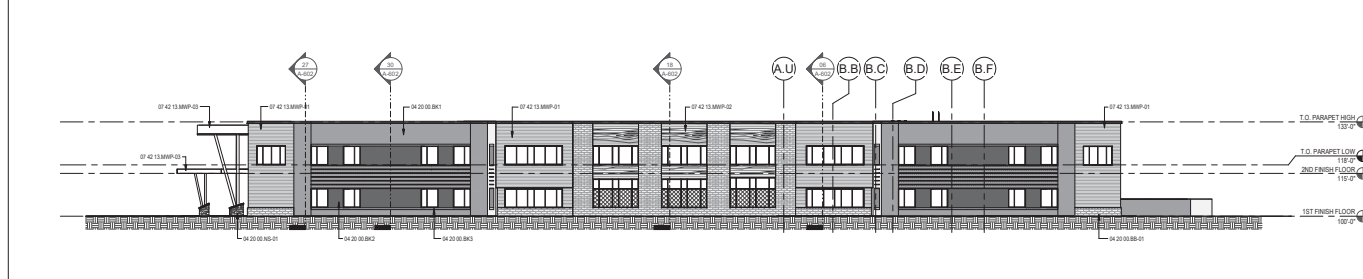 27
A-602
30
A-602
18
A-602
A.U
06
A-602
B.B
B.C
B.D
B.E
B.F
07 42 13.MWP-03
07 42 13.MWP-01
04 20 00.BK1
07 42 13.MWP-01
07 42 13.MWP-02
07 42 13.MWP-01
T.O. PARAPET HIGH
133'-0"
07 42 13.MWP-03
T.O. PARAPET LOW
118'-0"
2ND FINISH FLOOR
115'-0"
1ST FINISH FLOOR
100'-0"
04 20 00.NS-01
04 20 00.BK2
04 20 00.BK3
04 20 00.BB-01